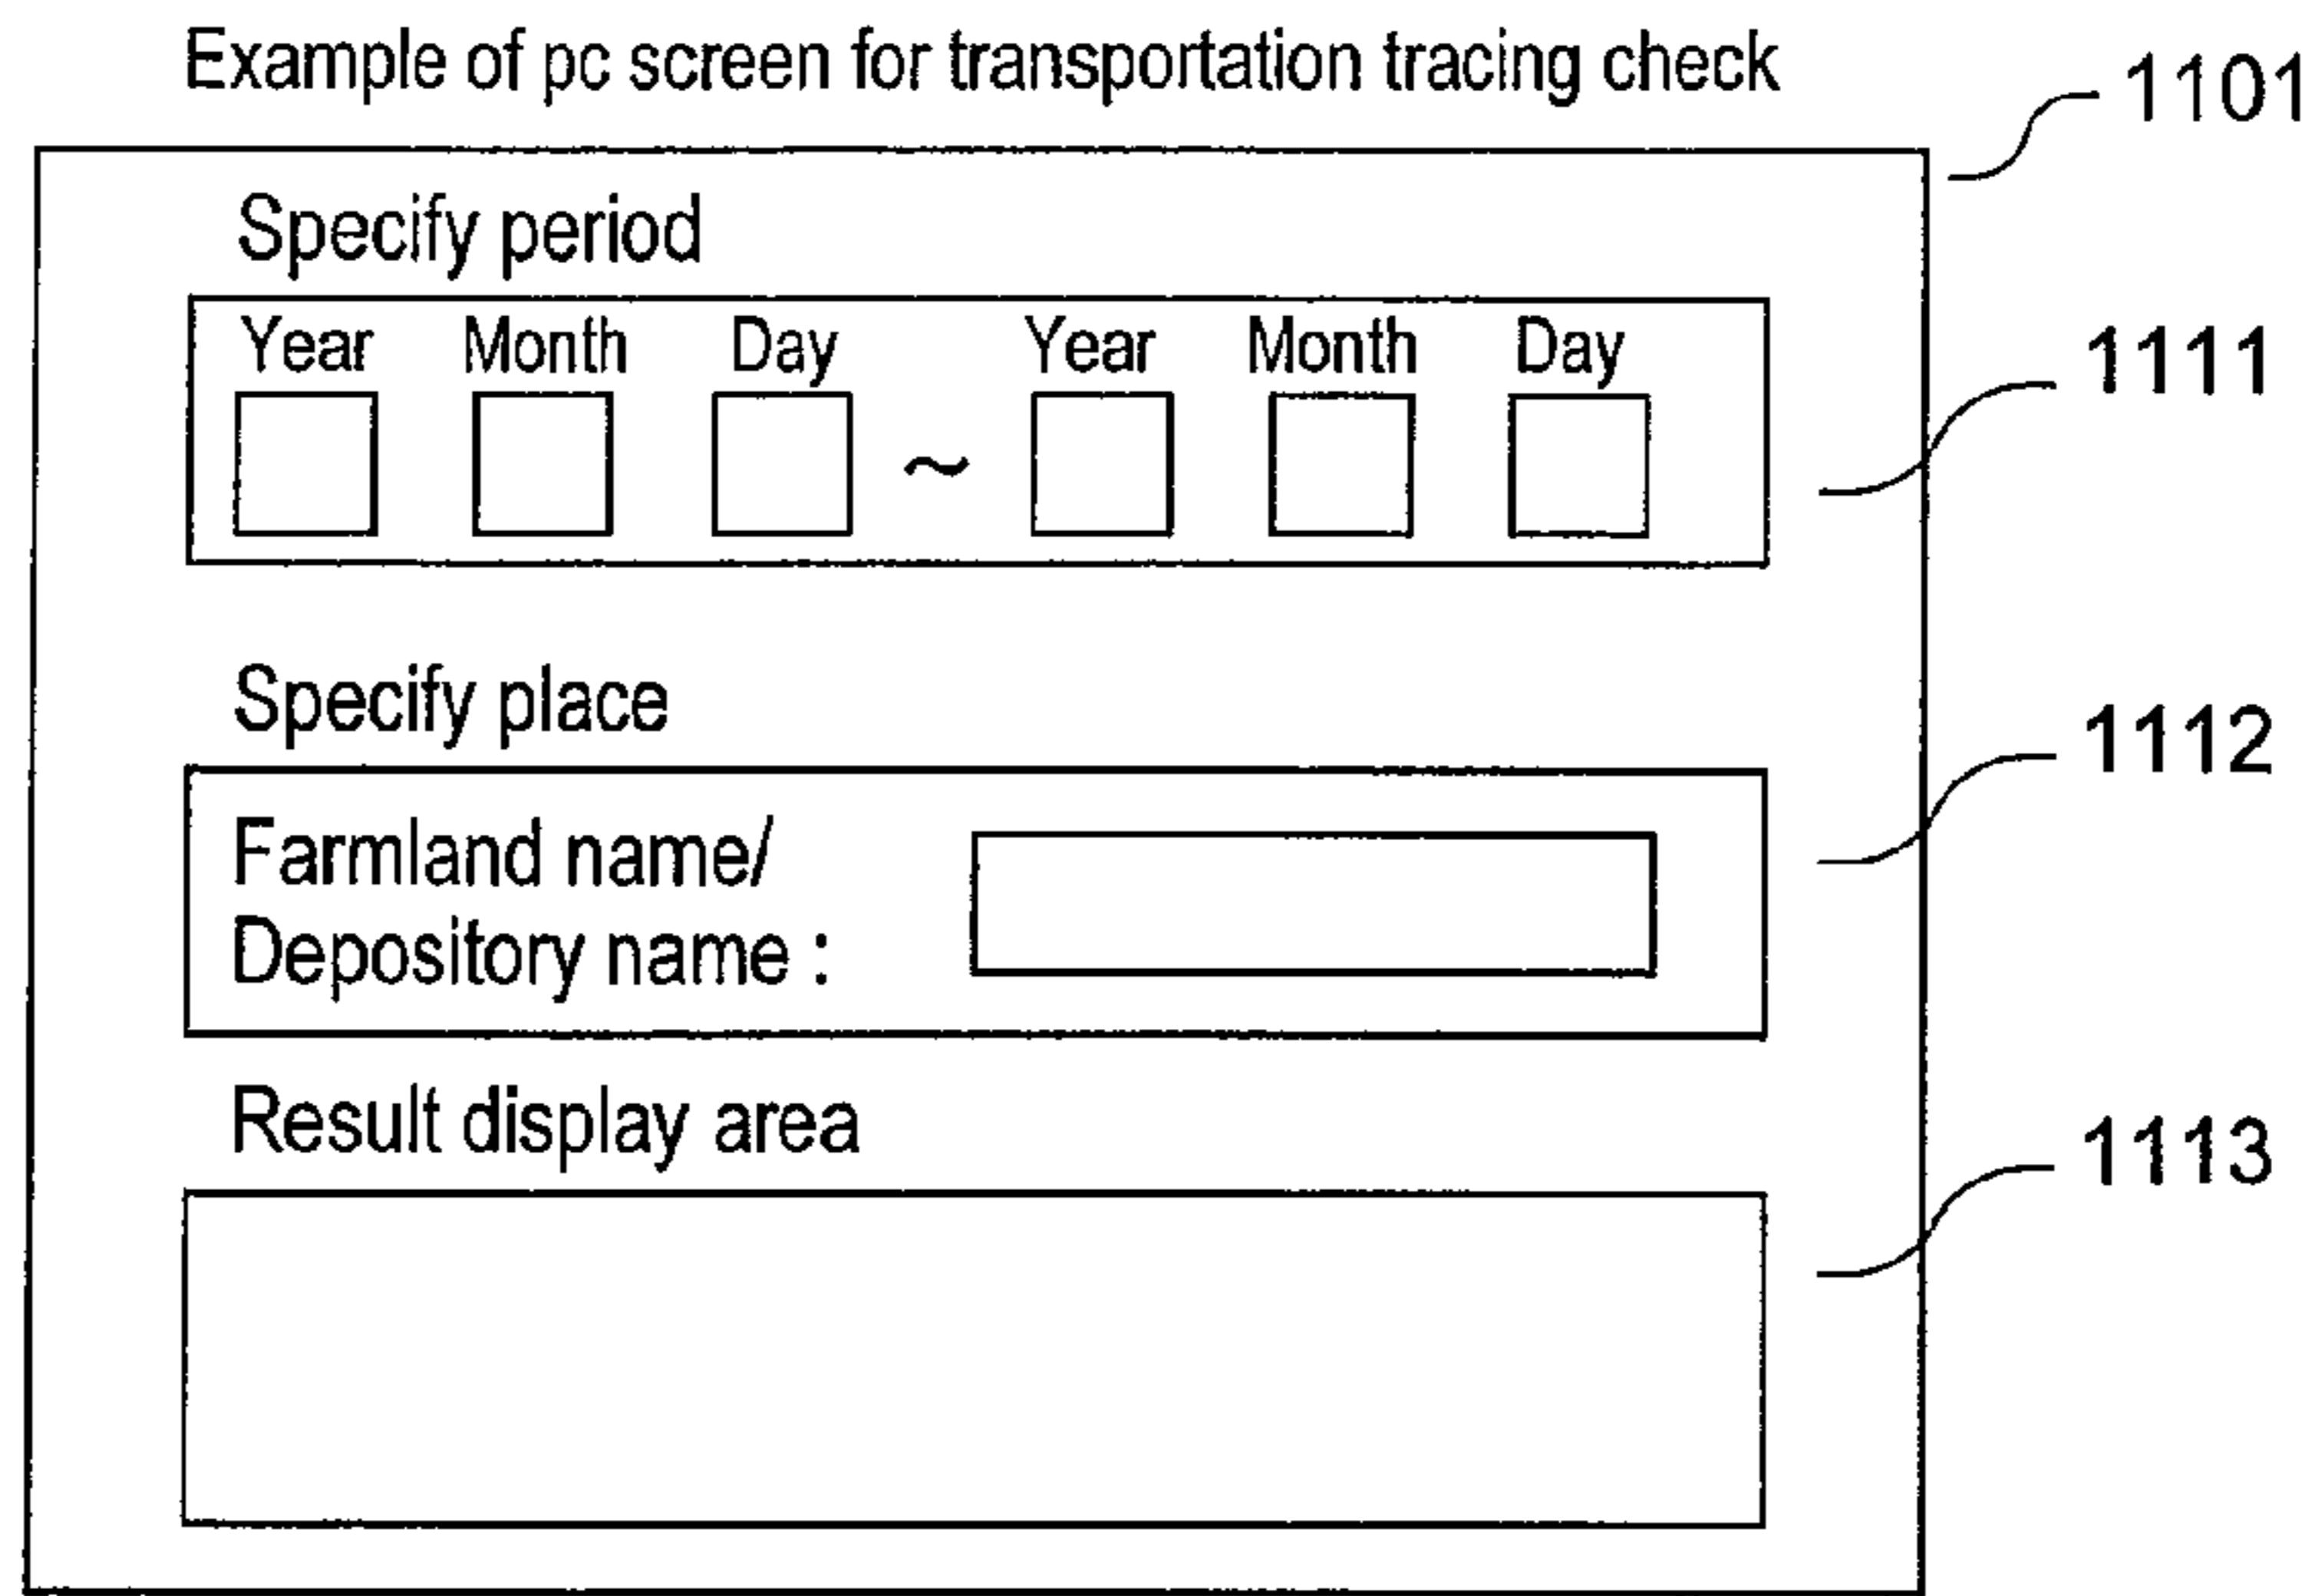 Example of pc screen for transportation tracing check
1101
Specify period
Year Month Day Year Month Day
1111
~
Specify place
1112
Farmland name/
Depository name :
Result display area
1113